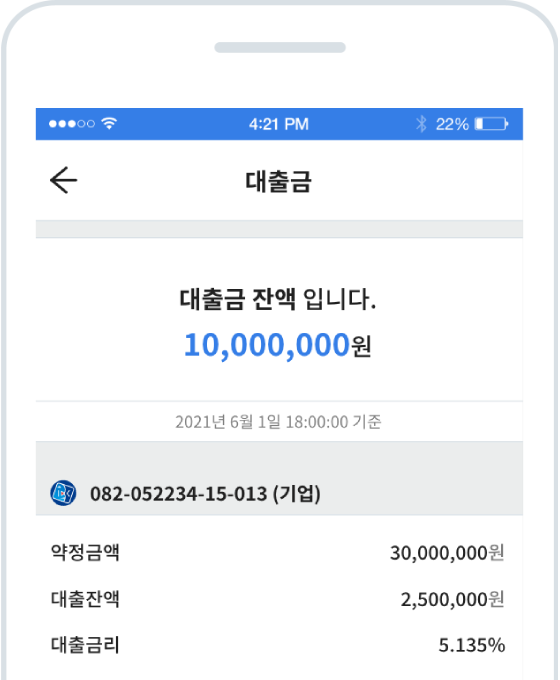 4:21 PM 22%
대출금
대출금 잔액 입니다.
10,000,000원
2021년 6월 1일 18:00:00 기준
082-052234-15-013 (기업)
약정금액 30,000,000원
대출잔액 2,500,000원
대출금리 5.135%